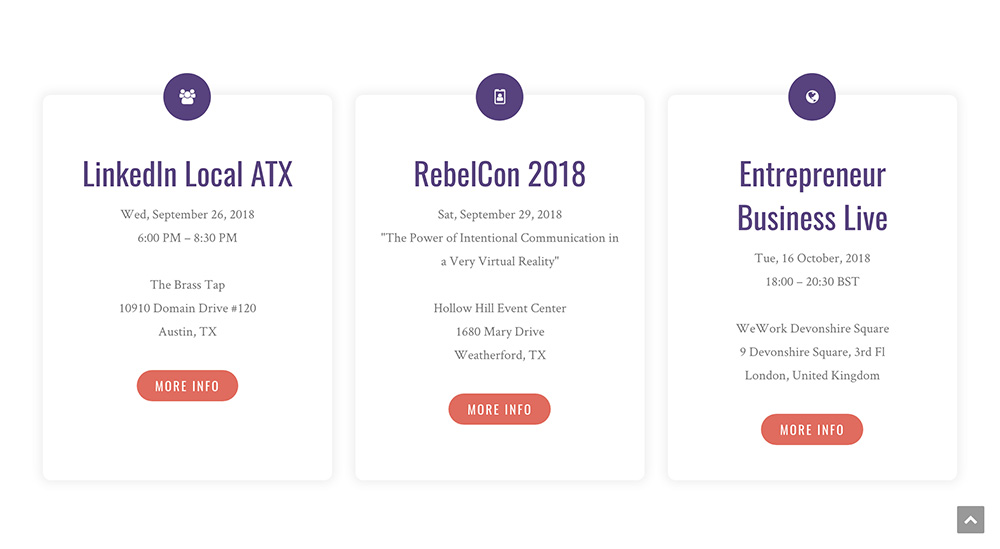 LinkedIn Local ATX
Wed, September 26, 2018
6:00 PM – 8:30 PM
The Brass Tap
10910 Domain Drive #120
Austin, TX
MORE INFO
RebelCon 2018
Sat, September 29, 2018
"The Power of Intentional Communication in
a Very Virtual Reality"
Hollow Hill Event Center
1680 Mary Drive
Weatherford, TX
MORE INFO
Entrepreneur
Business Live
Tue, 16 October, 2018
18:00 – 20:30 BST
WeWork Devonshire Square
9 Devonshire Square, 3rd Fl
London, United Kingdom
MORE INFO